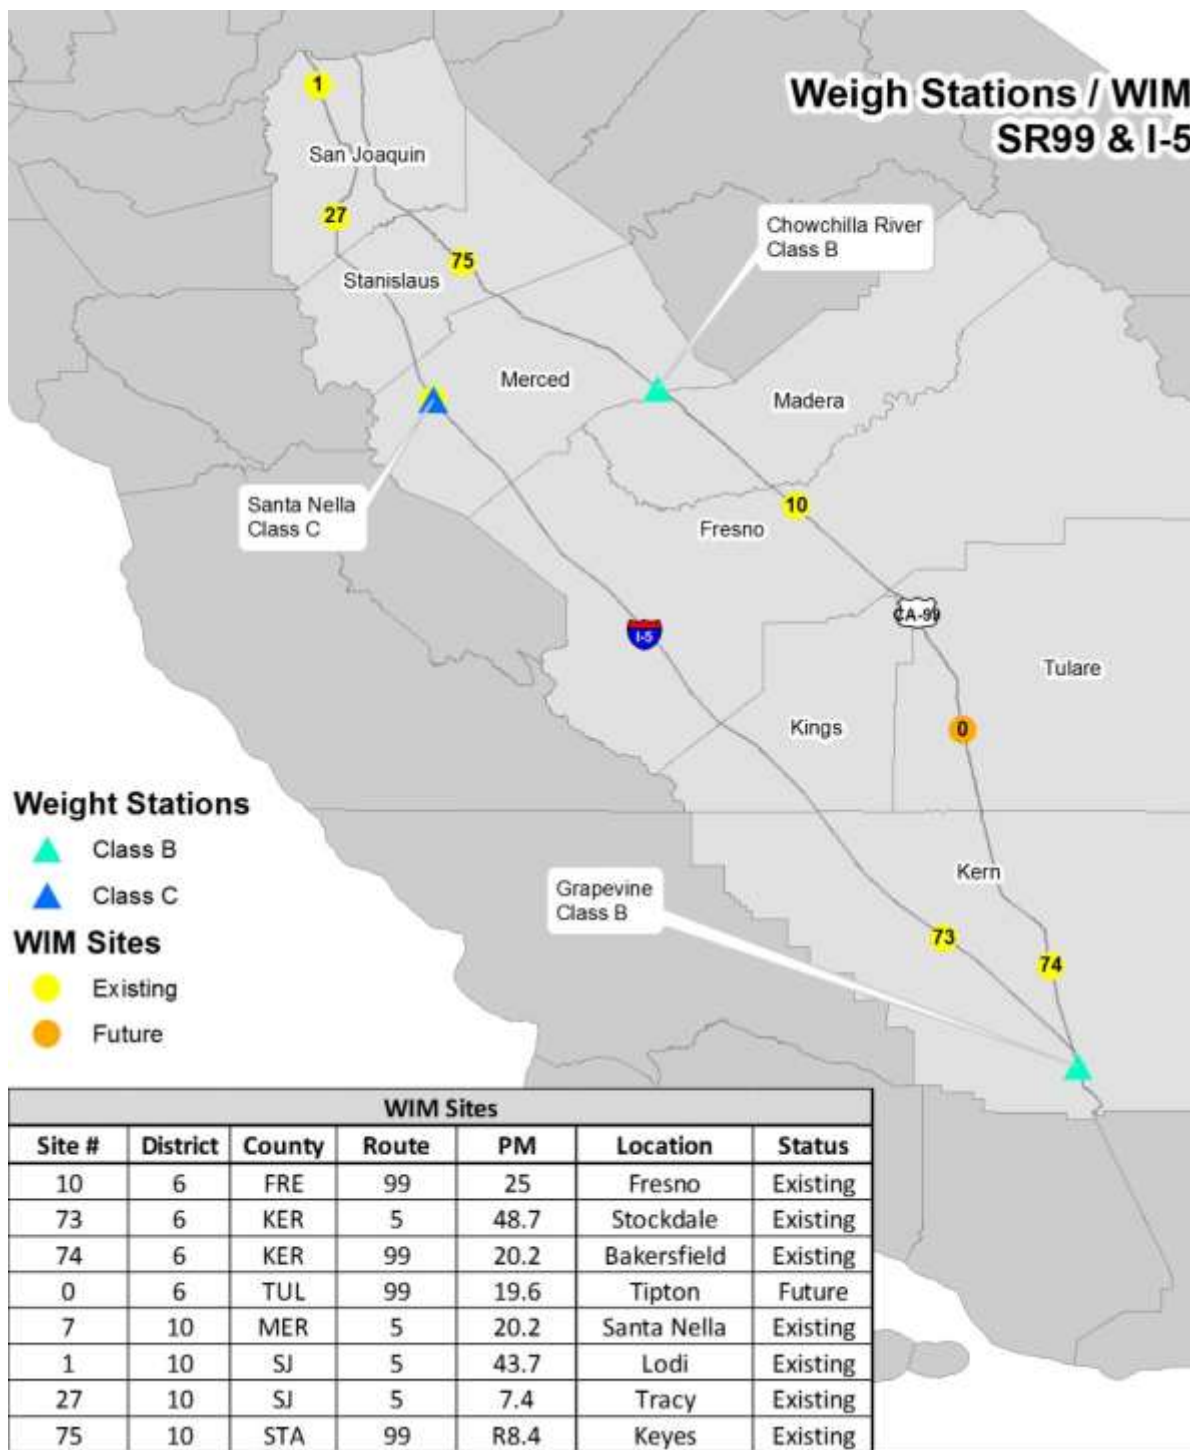 Weigh Stations / WIM
SR99 & I-5
1
San Joaquin
27
75
Stanislaus
Chowchilla River
Class B
Merced
Madera
Santa Nella
Class C
10
Fresno
CA-99
I-5
Tulare
Kings
0
Weight Stations
Class B
Class C
WIM Sites
Existing
Future
Kern
Grapevine
Class B
73
74
WIM Sites
Site # District County Route PM Location Status
10 6 FRE 99 25 Fresno Existing
73 6 KER 5 48.7 Stockdale Existing
74 6 KER 99 20.2 Bakersfield Existing
0 6 TUL 99 19.6 Tipton Future
7 10 MER 5 20.2 Santa Nella Existing
1 10 SJ 5 43.7 Lodi Existing
27 10 SJ 5 7.4 Tracy Existing
75 10 STA 99 R8.4 Keyes Existing